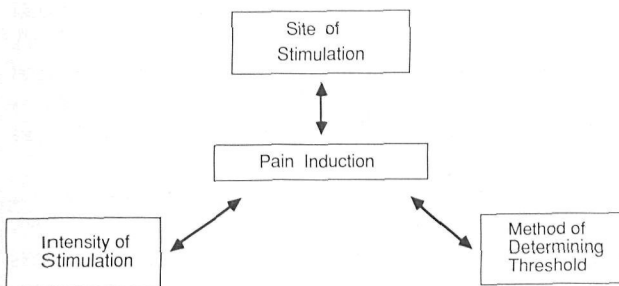 Site of
Stimulation
Pain Induction
Intensity of
Stimulation
Method of
Determining
Threshold